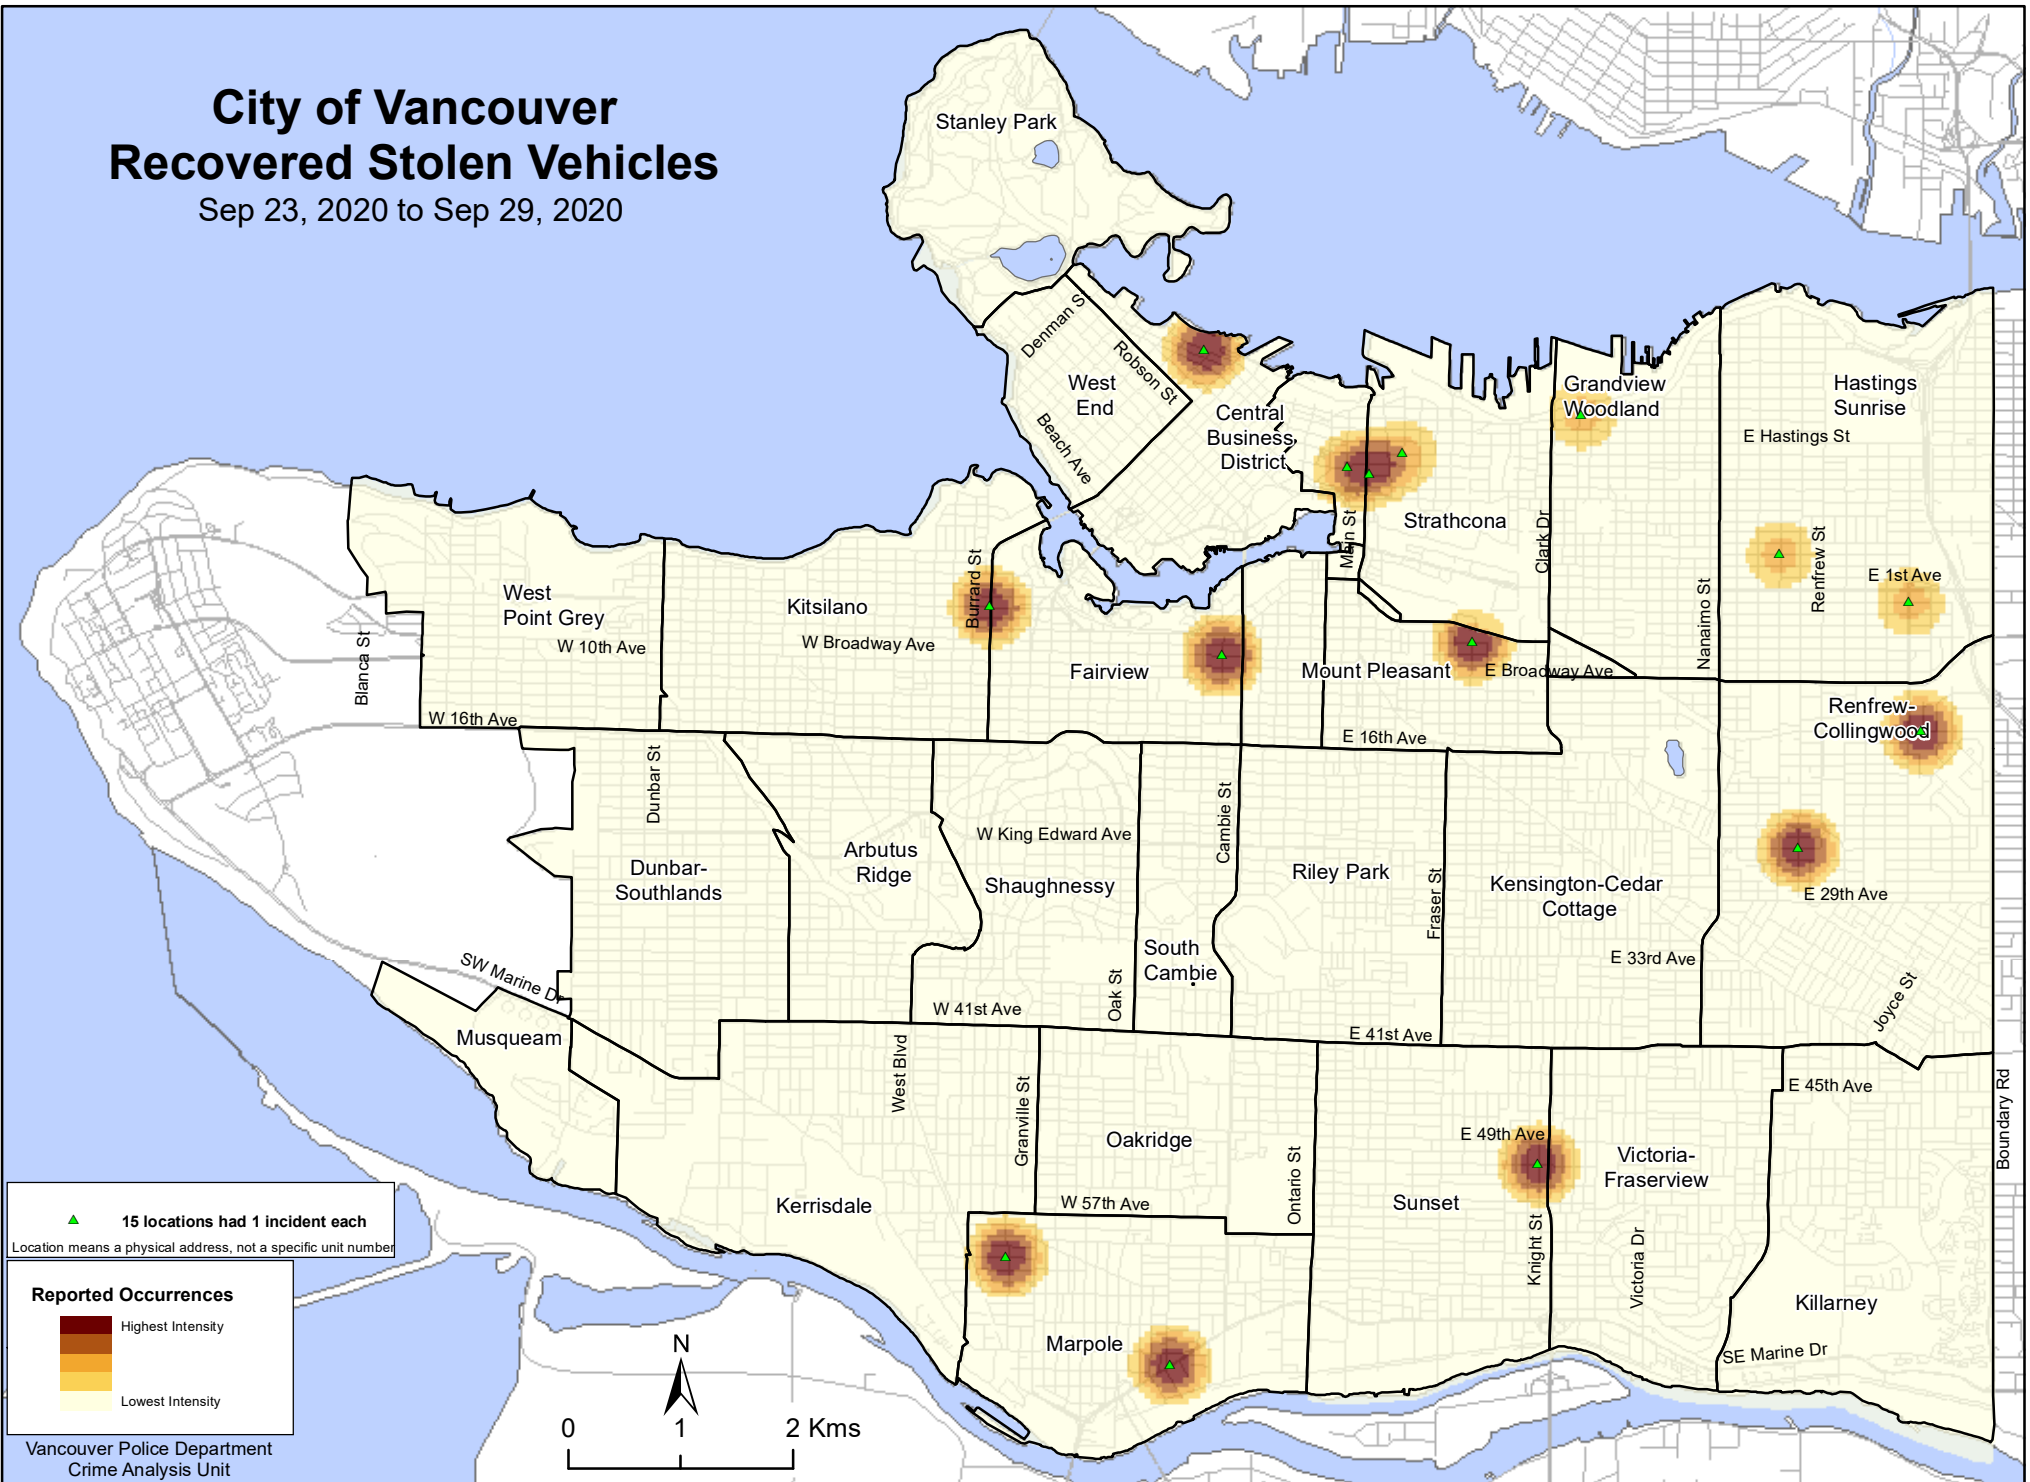 City of Vancouver
Recovered Stolen Vehicles
Sep 23, 2020 to Sep 29, 2020
Stanley Park
Denman S
Robson St
West
End
Beach Ave
Central
Business
District
Grandview
Woodland
Hastings
Sunrise
E Hastings St
Strathcona
Main St
Clark Dr
Renfrew St
E 1st Ave
Nanaimo St
West
Point Grey
W 10th Ave
Blanca St
W 16th Ave
Kitsilano
W Broadway Ave
Burrard St
Fairview
Mount Pleasant
E Broadway Ave
E 16th Ave
Renfrew-
Collingwood
Dunbar St
Dunbar-
Southlands
Arbutus
Ridge
W King Edward Ave
Shaughnessy
Cambie St
South
Cambie
Oak St
W 41st Ave
Riley Park
Fraser St
Kensington-Cedar
Cottage
E 29th Ave
E 33rd Ave
Joyce St
E 41st Ave
SW Marine Dr
Musqueam
West Blvd
Granville St
Oakridge
W 57th Ave
Ontario St
E 49th Ave
E 45th Ave
Boundary Rd
Kerrisdale
Sunset
Knight St
Victoria-
Fraserview
Victoria Dr
Killarney
SE Marine Dr
Marpole
15 locations had 1 incident each
Location means a physical address, not a specific unit number
Reported Occurrences
Highest Intensity
Lowest Intensity
Vancouver Police Department
Crime Analysis Unit
N
0 1 2 Kms